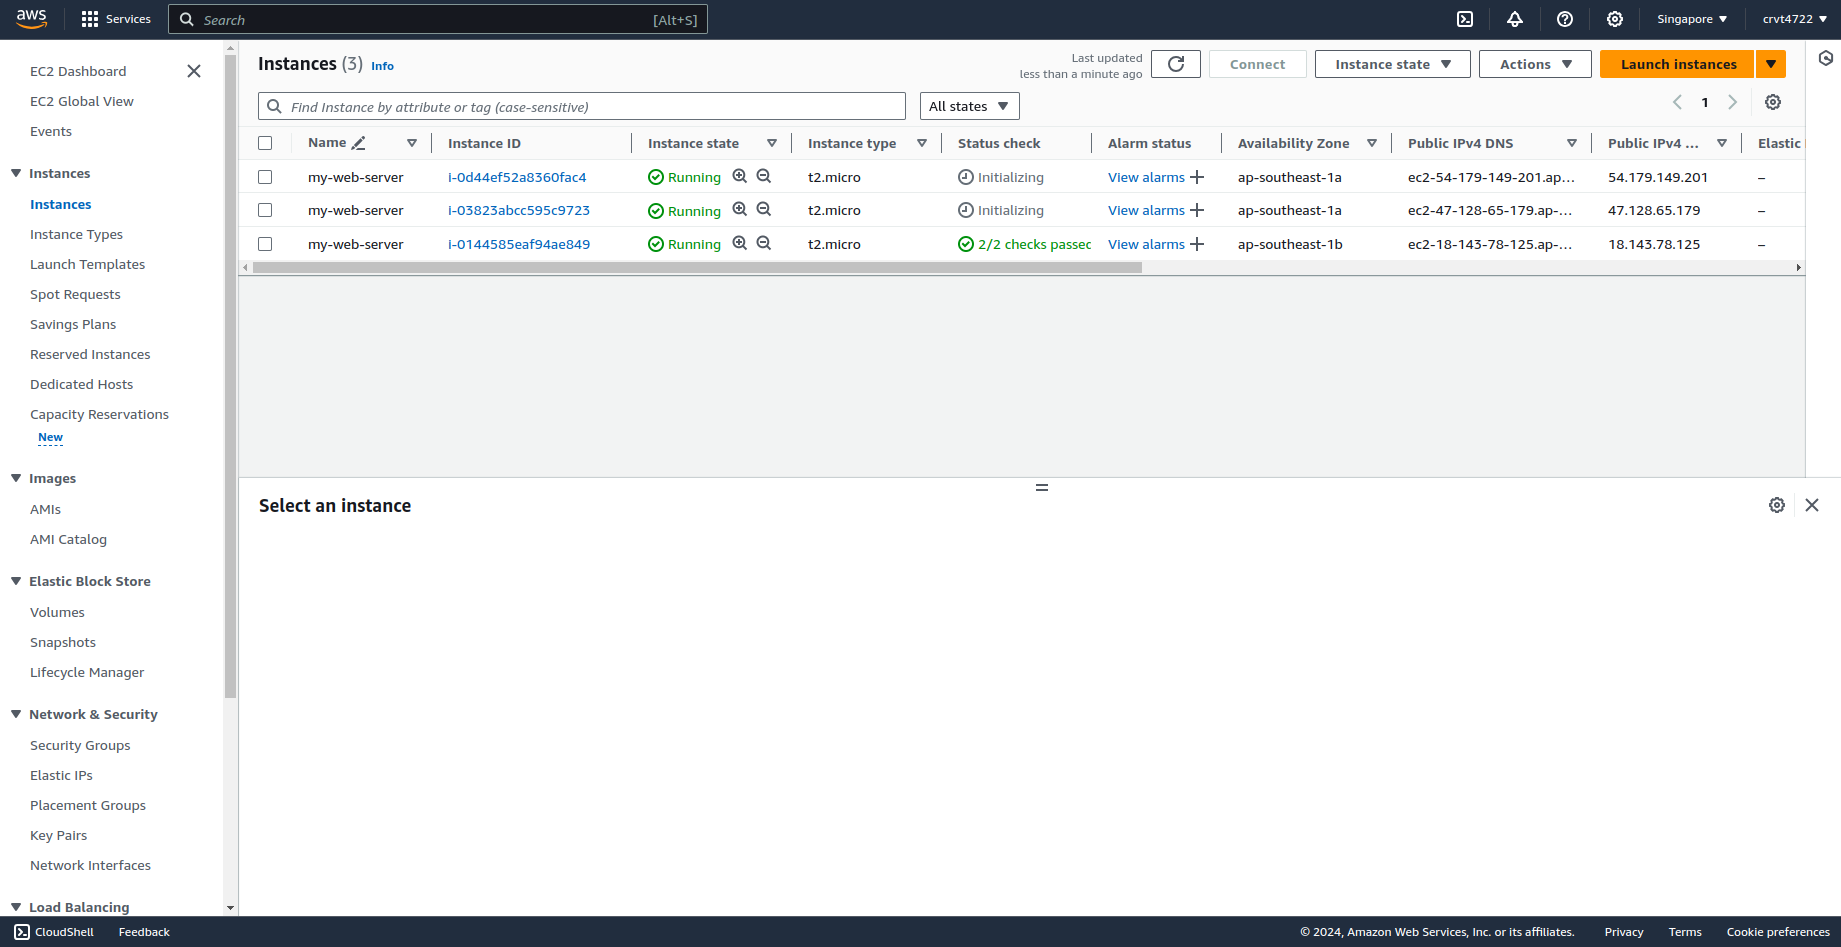 aws Services Search [Alt+S] Singapore crvt4722
EC2 Dashboard
EC2 Global View
Events
Instances
Instances
Instance Types
Launch Templates
Spot Requests
Savings Plans
Reserved Instances
Dedicated Hosts
Capacity Reservations
New
Images
AMIs
AMI Catalog
Elastic Block Store
Volumes
Snapshots
Lifecycle Manager
Network & Security
Security Groups
Elastic IPs
Placement Groups
Key Pairs
Network Interfaces
Load Balancing
Instances (3) Info
Last updated
less than a minute ago
Connect Instance state Actions Launch instances
Find Instance by attribute or tag (case-sensitive) All states 1
Name Instance ID Instance state Instance type Status check Alarm status Availability Zone Public IPv4 DNS Public IPv4 ... Elastic
my-web-server i-0d44ef52a8360fac4 Running t2.micro Initializing View alarms + ap-southeast-1a ec2-54-179-149-201.ap... 54.179.149.201 –
my-web-server i-03823abcc595c9723 Running t2.micro Initializing View alarms + ap-southeast-1a ec2-47-128-65-179.ap-... 47.128.65.179 –
my-web-server i-0144585eaf94ae849 Running t2.micro 2/2 checks passec View alarms + ap-southeast-1b ec2-18-143-78-125.ap-... 18.143.78.125 –
Select an instance
CloudShell Feedback © 2024, Amazon Web Services, Inc. or its affiliates. Privacy Terms Cookie preferences